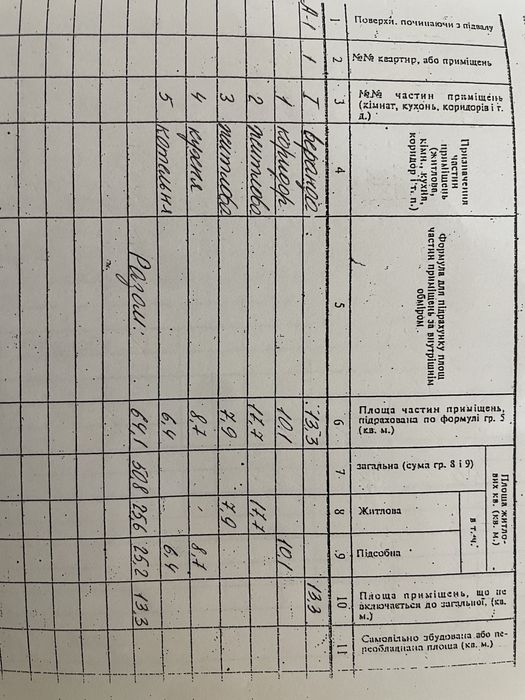 Поверхи, починаючи з підвалу
№№ квартир, або приміщень
№№ частин приміщень
(кімнат, кухонь, коридорів і т.
д.)
Призначення
частин
приміщень
(житлова,
кімн., кухня,
коридор і т. п.)
Формула для підрахунку площ
частин приміщень за внутрішнім
обміром.
Площа частин приміщень,
підрахована по формулі гр. 5
(кв. м.)
Площа житло-
вих кв. (кв. м.)
загальна (сума гр. 8 і 9)
в т.ч.
Житлова
Підсобна
Площа приміщень, що не
включається до загальної, (кв.
м.)
Самовільно збудована або пе-
реобладнана площа (кв. м.)
1 2 3 4 5 6 7 8 9 10 11
А-1 1 I веранда 13,3 13.3
1 коридор 10,1 10,1
2 житлова 17,7 17,7
3 житлова 7,9 7,9
4 кухня 8,7 8.7
5 котельня 6,4 6.4
Разом: 64,1 50,8 25,6 25,2 13.3